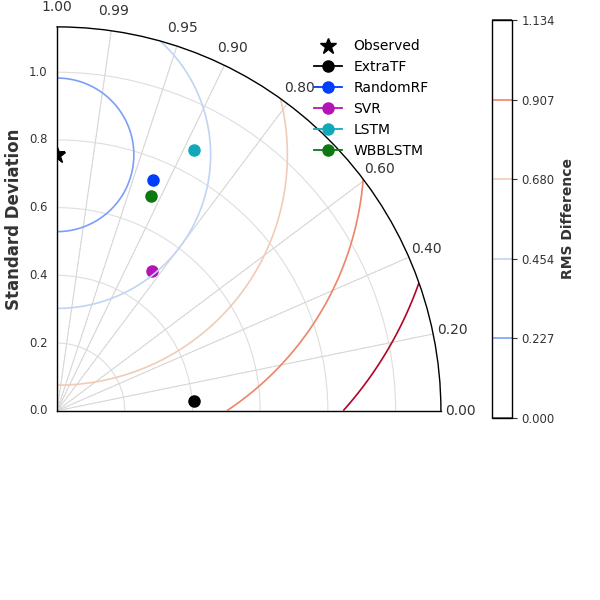 1.00
0.99
0.95
0.90
0.80
0.60
0.40
0.20
0.00
1.0
0.8
0.6
0.4
0.2
0.0
Standard Deviation
Observed
ExtraTF
RandomRF
SVR
LSTM
WBBLSTM
1.134
0.907
0.680
0.454
0.227
0.000
RMS Difference